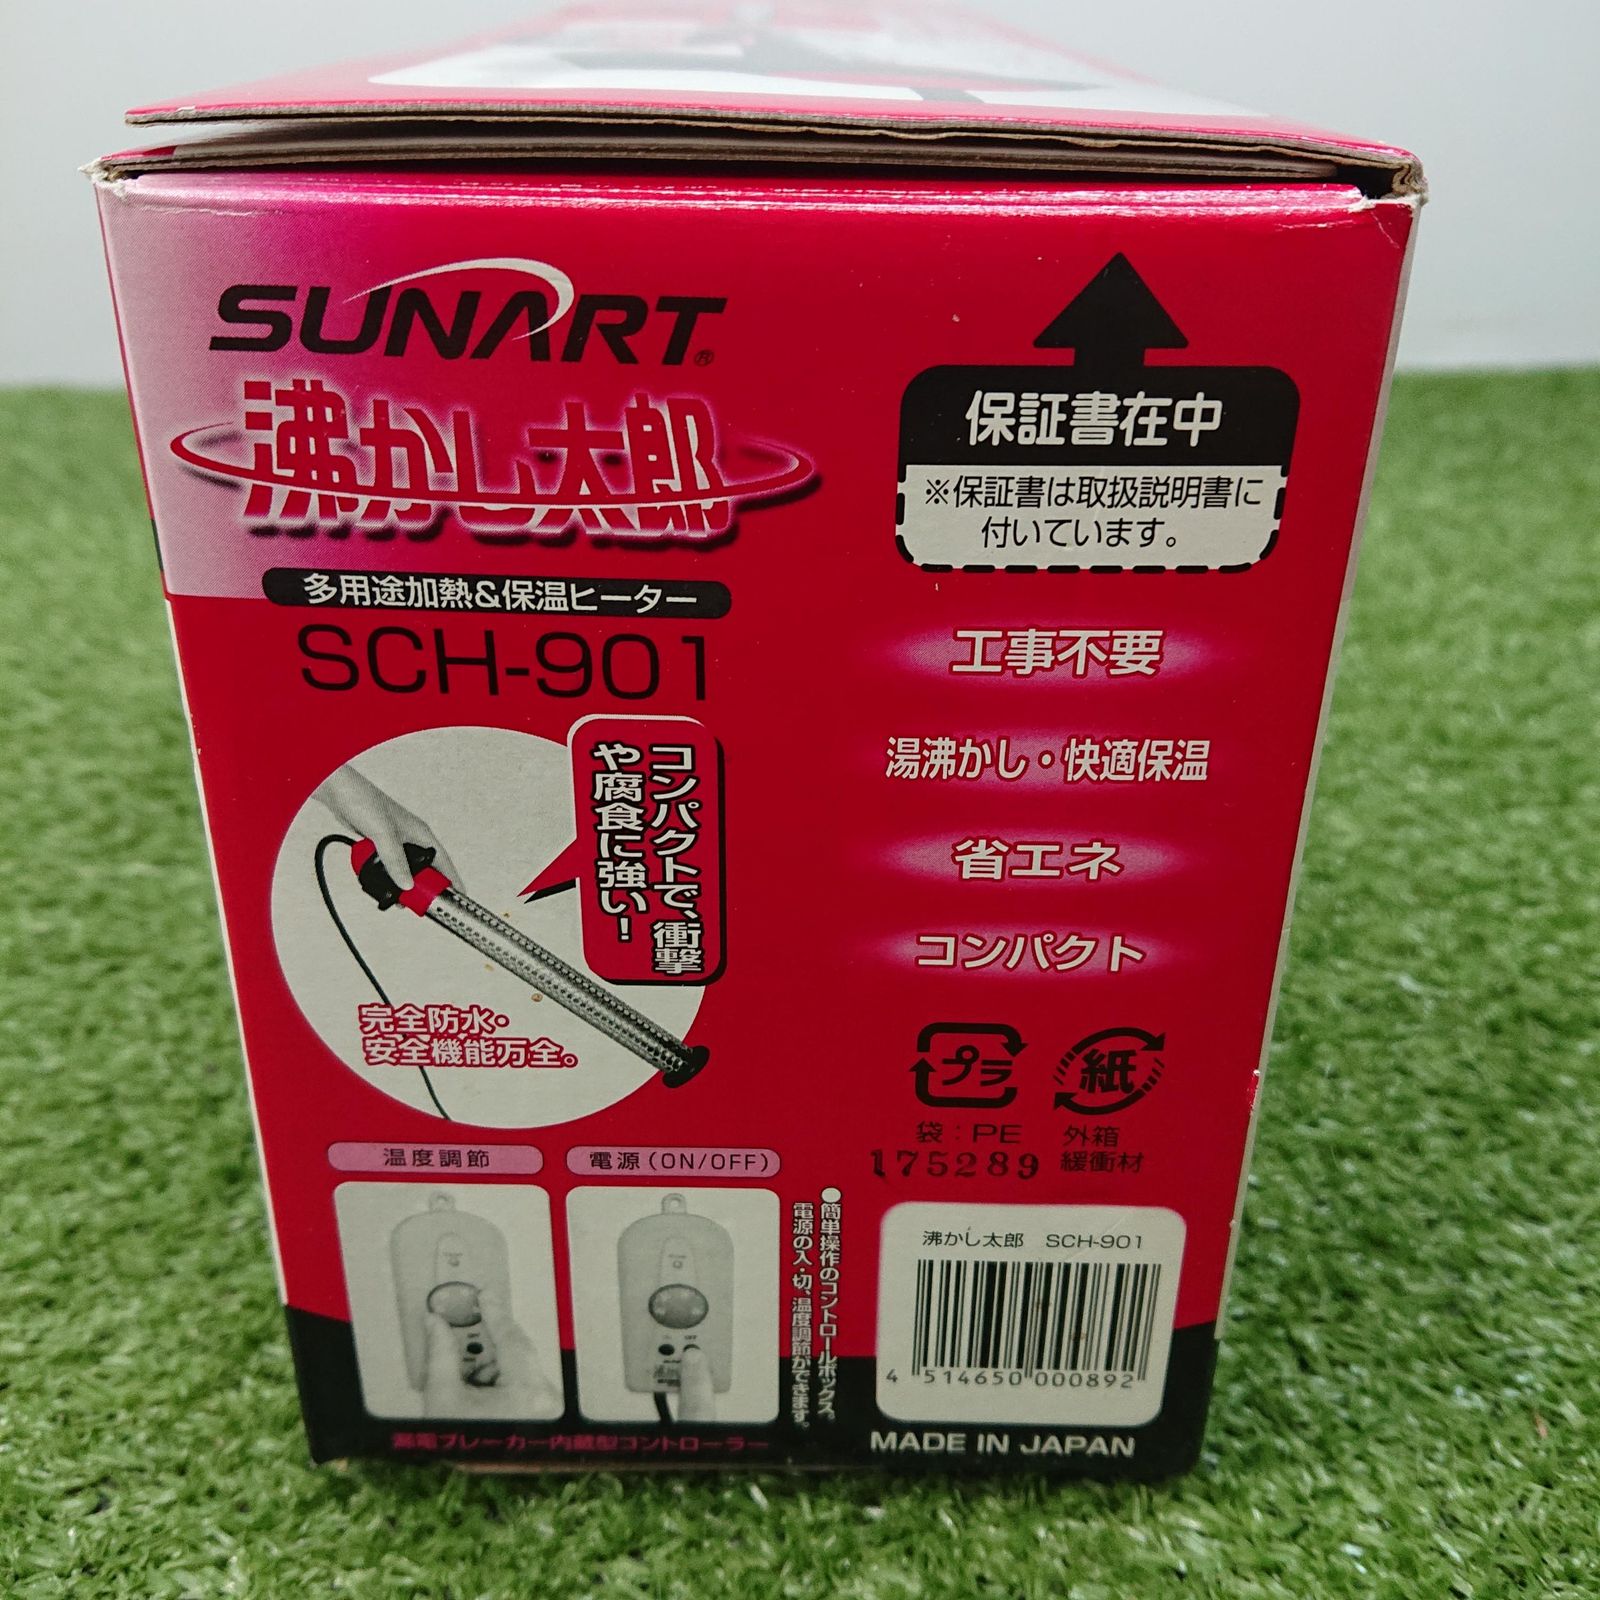 SUNART®
沸かし太郎
多用途加熱&保温ヒーター
SCH-901
コンパクトで、衝撃
や腐食に強い!
完全防水・
安全機能万全。
温度調節
電源(ON/OFF)
●簡単操作のコントロールボックス。
電源の入・切、温度調節ができます。
漏電ブレーカー内蔵型コントローラー
保証書在中
※保証書は取扱説明書に
付いています。
工事不要
湯沸かし・快適保温
省エネ
コンパクト
プラ
紙
袋:PE
外箱
緩衝材
175289
沸かし太郎 SCH-901
4 514650 000892
MADE IN JAPAN